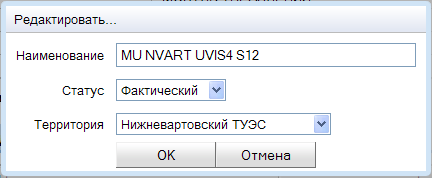 Редактировать...
Наименование MU NVART UVIS4 S12
Статус Фактический
Территория Нижневартовский ТУЭС
OK Отмена